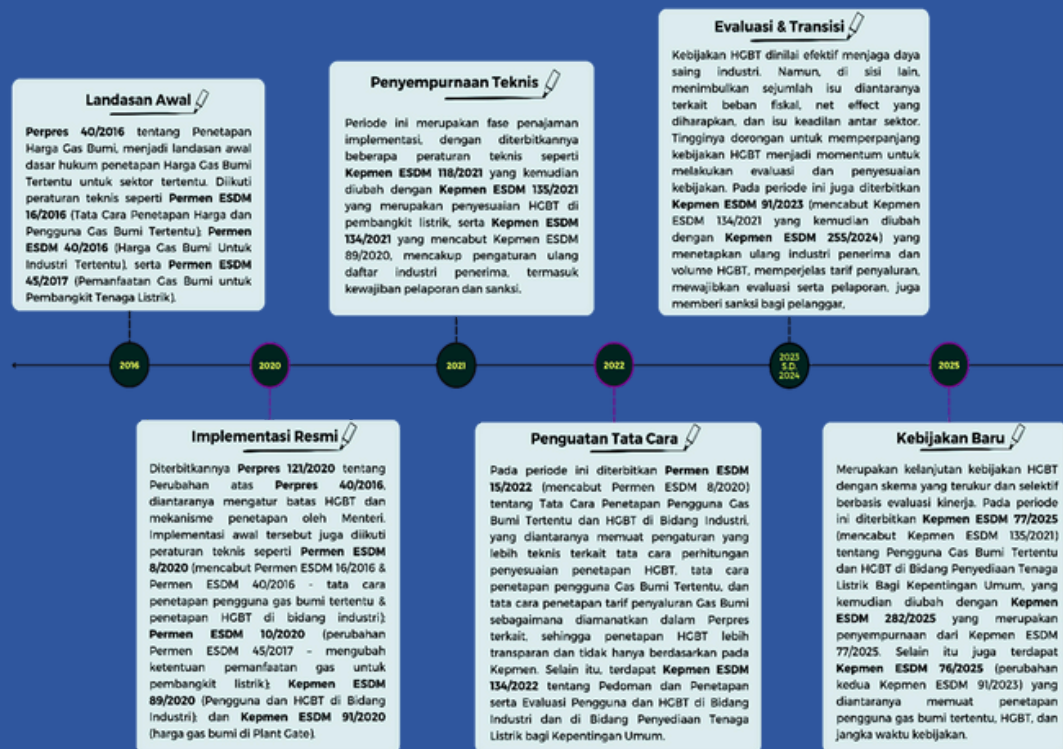 Landasan Awal
Perpres 40/2016 tentang Penetapan
Harga Gas Bumi, menjadi landasan awal
dasar hukum penetapan Harga Gas Bumi
Tertentu untuk sektor tertentu. Diikuti
peraturan teknis seperti Permen ESDM
16/2016 (Tata Cara Penetapan Harga dan
Pengguna Gas Bumi Tertentu); Permen
ESDM 40/2016 (Harga Gas Bumi Untuk
Industri Tertentu), serta Permen ESDM
45/2017 (Pemanfaatan Gas Bumi untuk
Pembangkit Tenaga Listrik).
Penyempurnaan Teknis
Periode ini merupakan fase penajaman
implementasi, dengan diterbitkannya
beberapa peraturan teknis seperti
Kepmen ESDM 118/2021 yang kemudian
diubah dengan Kepmen ESDM 135/2021
yang merupakan penyesuaian HGBT di
pembangkit listrik, serta Kepmen ESDM
134/2021 yang mencabut Kepmen ESDM
89/2020, mencakup pengaturan ulang
daftar industri penerima, termasuk
kewajiban pelaporan dan sanksi.
Evaluasi & Transisi
Kebijakan HGBT dinilai efektif menjaga daya
saing industri. Namun, di sisi lain,
menimbulkan sejumlah isu diantaranya
terkait beban fiskal, net effect yang
diharapkan, dan isu keadilan antar sektor.
Tingginya dorongan untuk memperpanjang
kebijakan HGBT menjadi momentum untuk
melakukan evaluasi dan penyesuaian
kebijakan. Pada periode ini juga diterbitkan
Kepmen ESDM 91/2023 (mencabut Kepmen
ESDM 134/2021 yang kemudian diubah
dengan Kepmen ESDM 255/2024) yang
menetapkan ulang industri penerima dan
volume HGBT, memperjelas tarif penyaluran,
mewajibkan evaluasi serta pelaporan, juga
memberi sanksi bagi pelanggar.
2016
2020
2021
2022
2023
S.D.
2024
2025
Implementasi Resmi
Diterbitkannya Perpres 121/2020 tentang
Perubahan atas Perpres 40/2016,
diantaranya mengatur batas HGBT dan
mekanisme penetapan oleh Menteri.
Implementasi awal tersebut juga diikuti
peraturan teknis seperti Permen ESDM
8/2020 (mencabut Permen ESDM 16/2016 &
Permen ESDM 40/2016 - tata cara
penetapan pengguna gas bumi tertentu &
penetapan HGBT di bidang industri);
Permen ESDM 10/2020 (perubahan
Permen ESDM 45/2017 - mengubah
ketentuan pemanfaatan gas untuk
pembangkit listrik); Kepmen ESDM
89/2020 (Pengguna dan HGBT di Bidang
Industri); dan Kepmen ESDM 91/2020
(harga gas bumi di Plant Gate).
Penguatan Tata Cara
Pada periode ini diterbitkan Permen ESDM
15/2022 (mencabut Permen ESDM 8/2020)
tentang Tata Cara Penetapan Pengguna Gas
Bumi Tertentu dan HGBT di Bidang Industri,
yang diantaranya memuat pengaturan yang
lebih teknis terkait tata cara perhitungan
penyesuaian penetapan HGBT, tata cara
penetapan pengguna Gas Bumi Tertentu, dan
tata cara penetapan tarif penyaluran Gas Bumi
sebagaimana diamanatkan dalam Perpres
terkait, sehingga penetapan HGBT lebih
transparan dan tidak hanya berdasarkan pada
Kepmen. Selain itu, terdapat Kepmen ESDM
134/2022 tentang Pedoman dan Penetapan
serta Evaluasi Pengguna dan HGBT di Bidang
Industri dan di Bidang Penyediaan Tenaga
Listrik bagi Kepentingan Umum.
Kebijakan Baru
Merupakan kelanjutan kebijakan HGBT
dengan skema yang terukur dan selektif
berbasis evaluasi kinerja. Pada periode
ini diterbitkan Kepmen ESDM 77/2025
(mencabut Kepmen ESDM 135/2021)
tentang Pengguna Gas Bumi Tertentu
dan HGBT di Bidang Penyediaan Tenaga
Listrik Bagi Kepentingan Umum, yang
kemudian diubah dengan Kepmen
ESDM 282/2025 yang merupakan
penyempurnaan dari Kepmen ESDM
77/2025. Selain itu juga terdapat
Kepmen ESDM 76/2025 (perubahan
kedua Kepmen ESDM 91/2023) yang
diantaranya memuat penetapan
pengguna gas bumi tertentu, HGBT, dan
jangka waktu kebijakan.